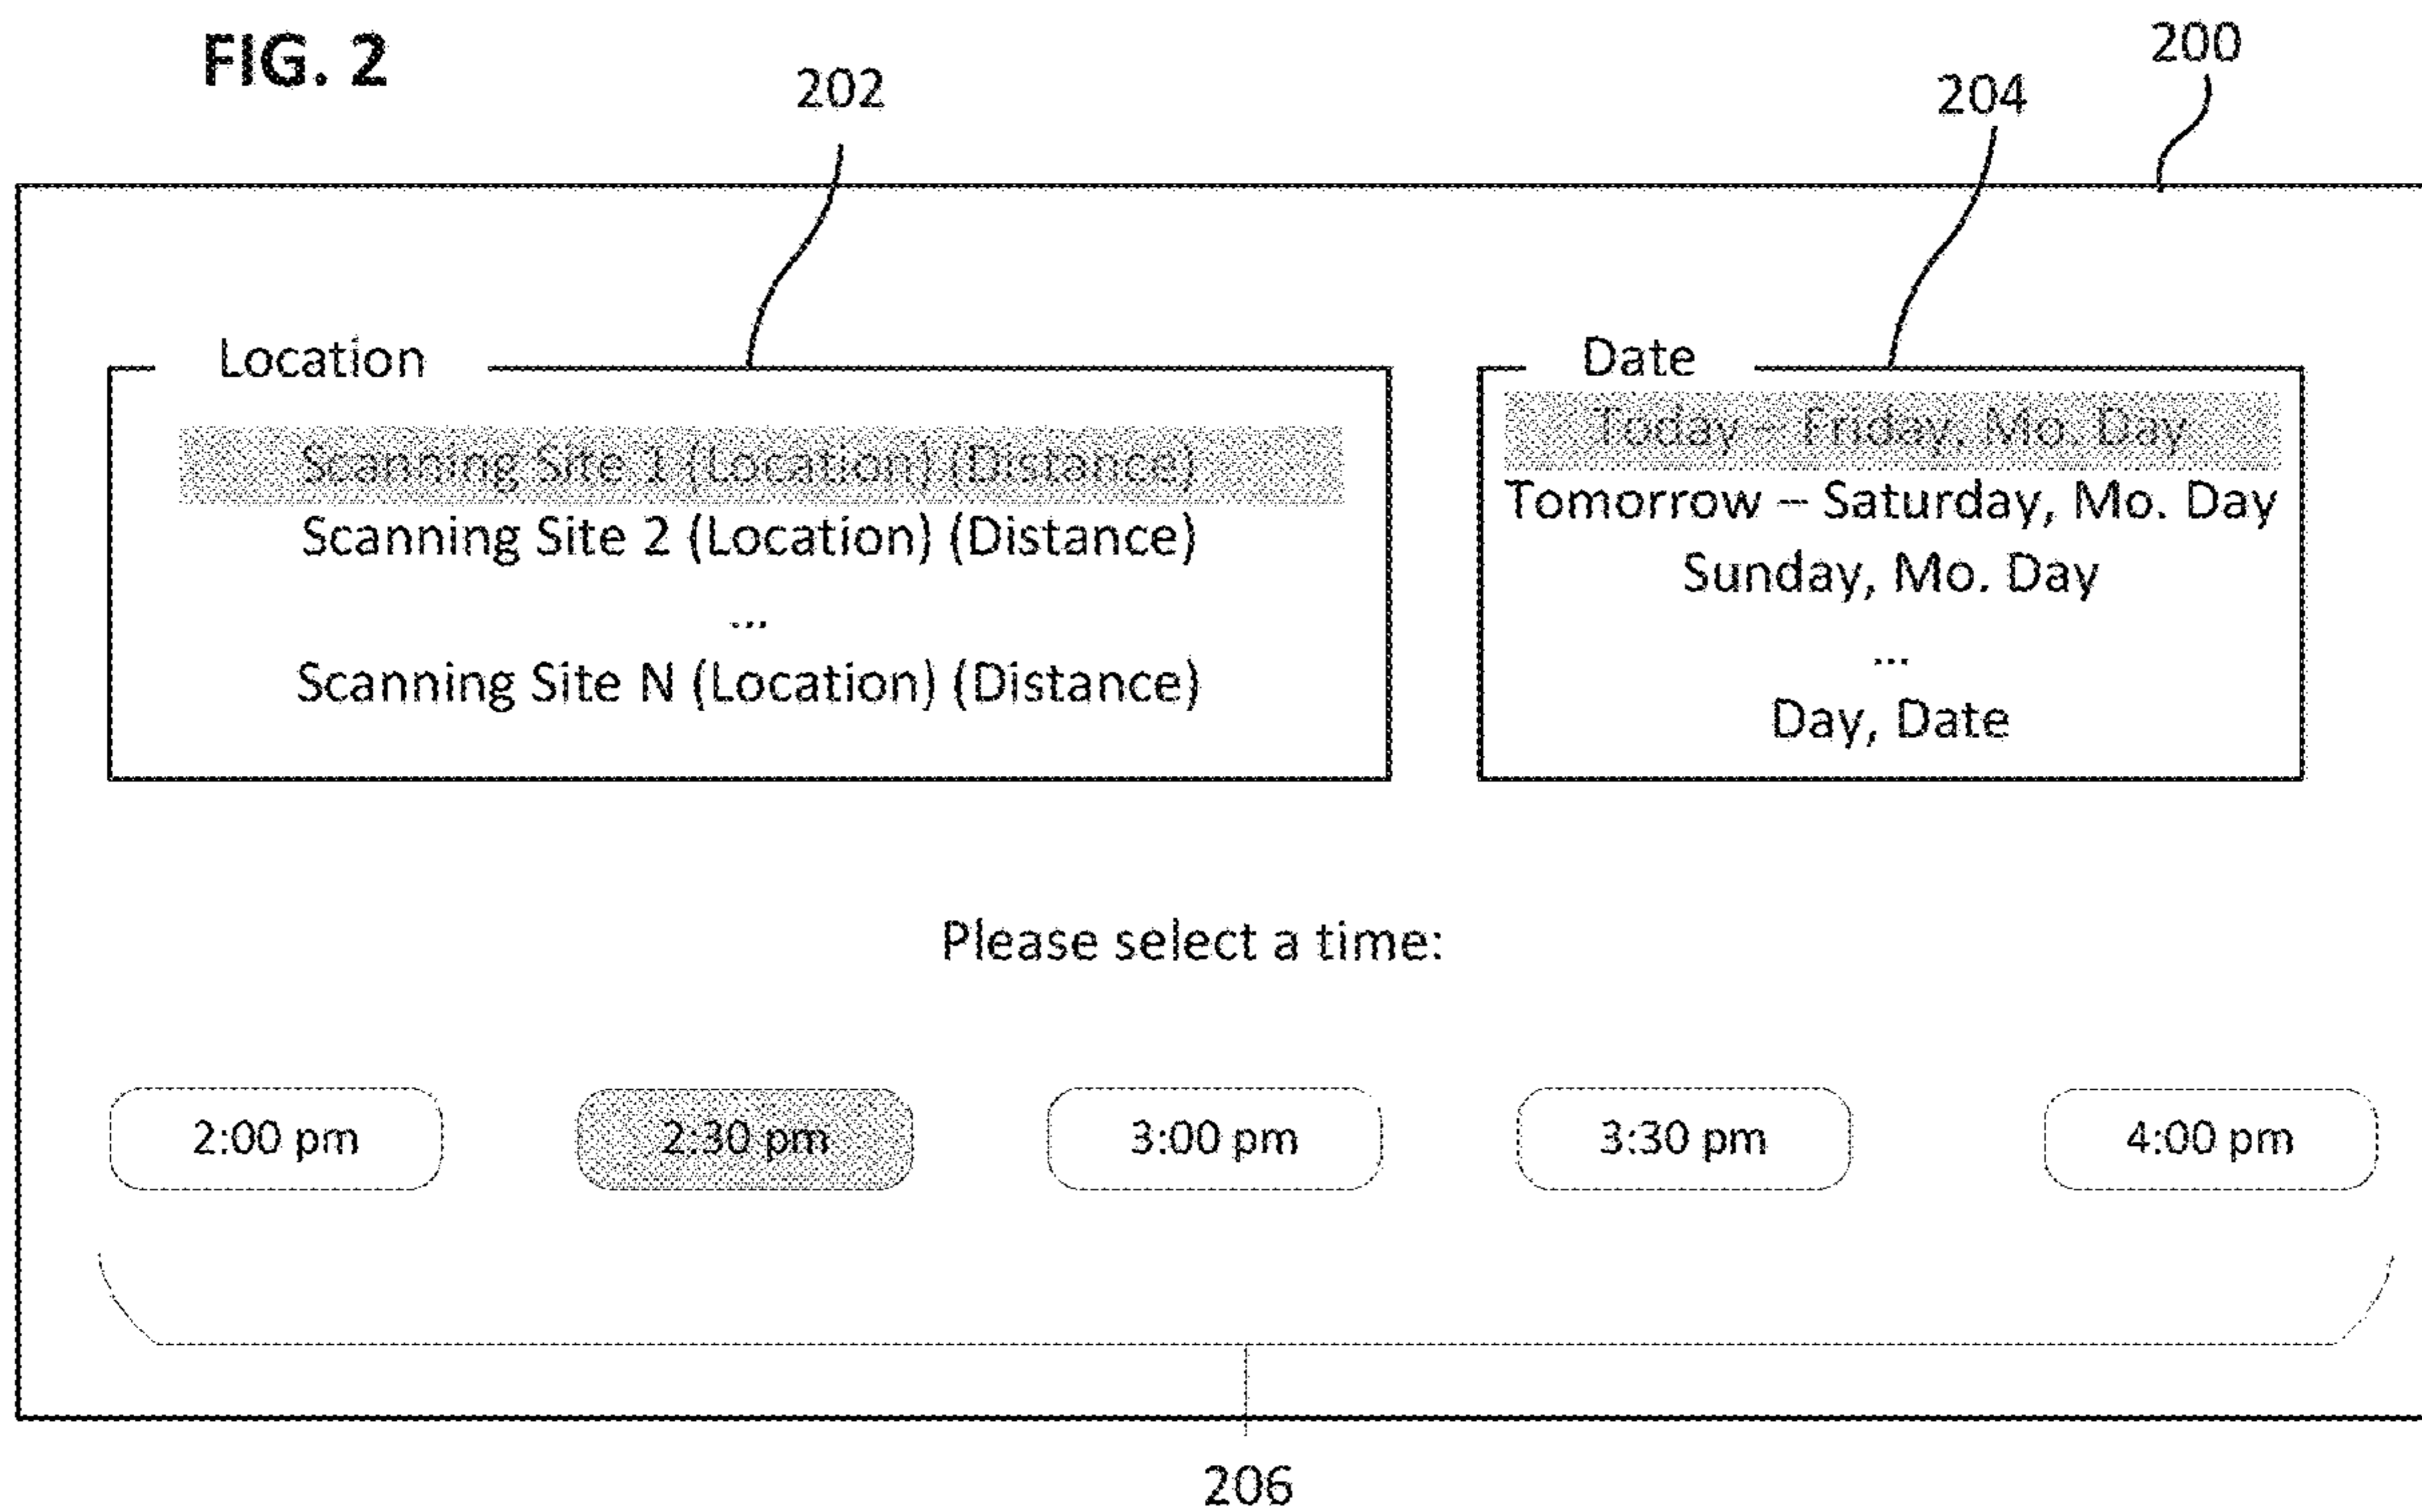 FIG. 2
202
204
200
Location
Scanning Site 1 (Location) (Distance)
Scanning Site 2 (Location) (Distance)
...
Scanning Site N (Location) (Distance)
Date
Today – Friday, Mo. Day
Tomorrow – Saturday, Mo. Day
Sunday, Mo. Day
...
Day, Date
Please select a time:
2:00 pm
2:30 pm
3:00 pm
3:30 pm
4:00 pm
206